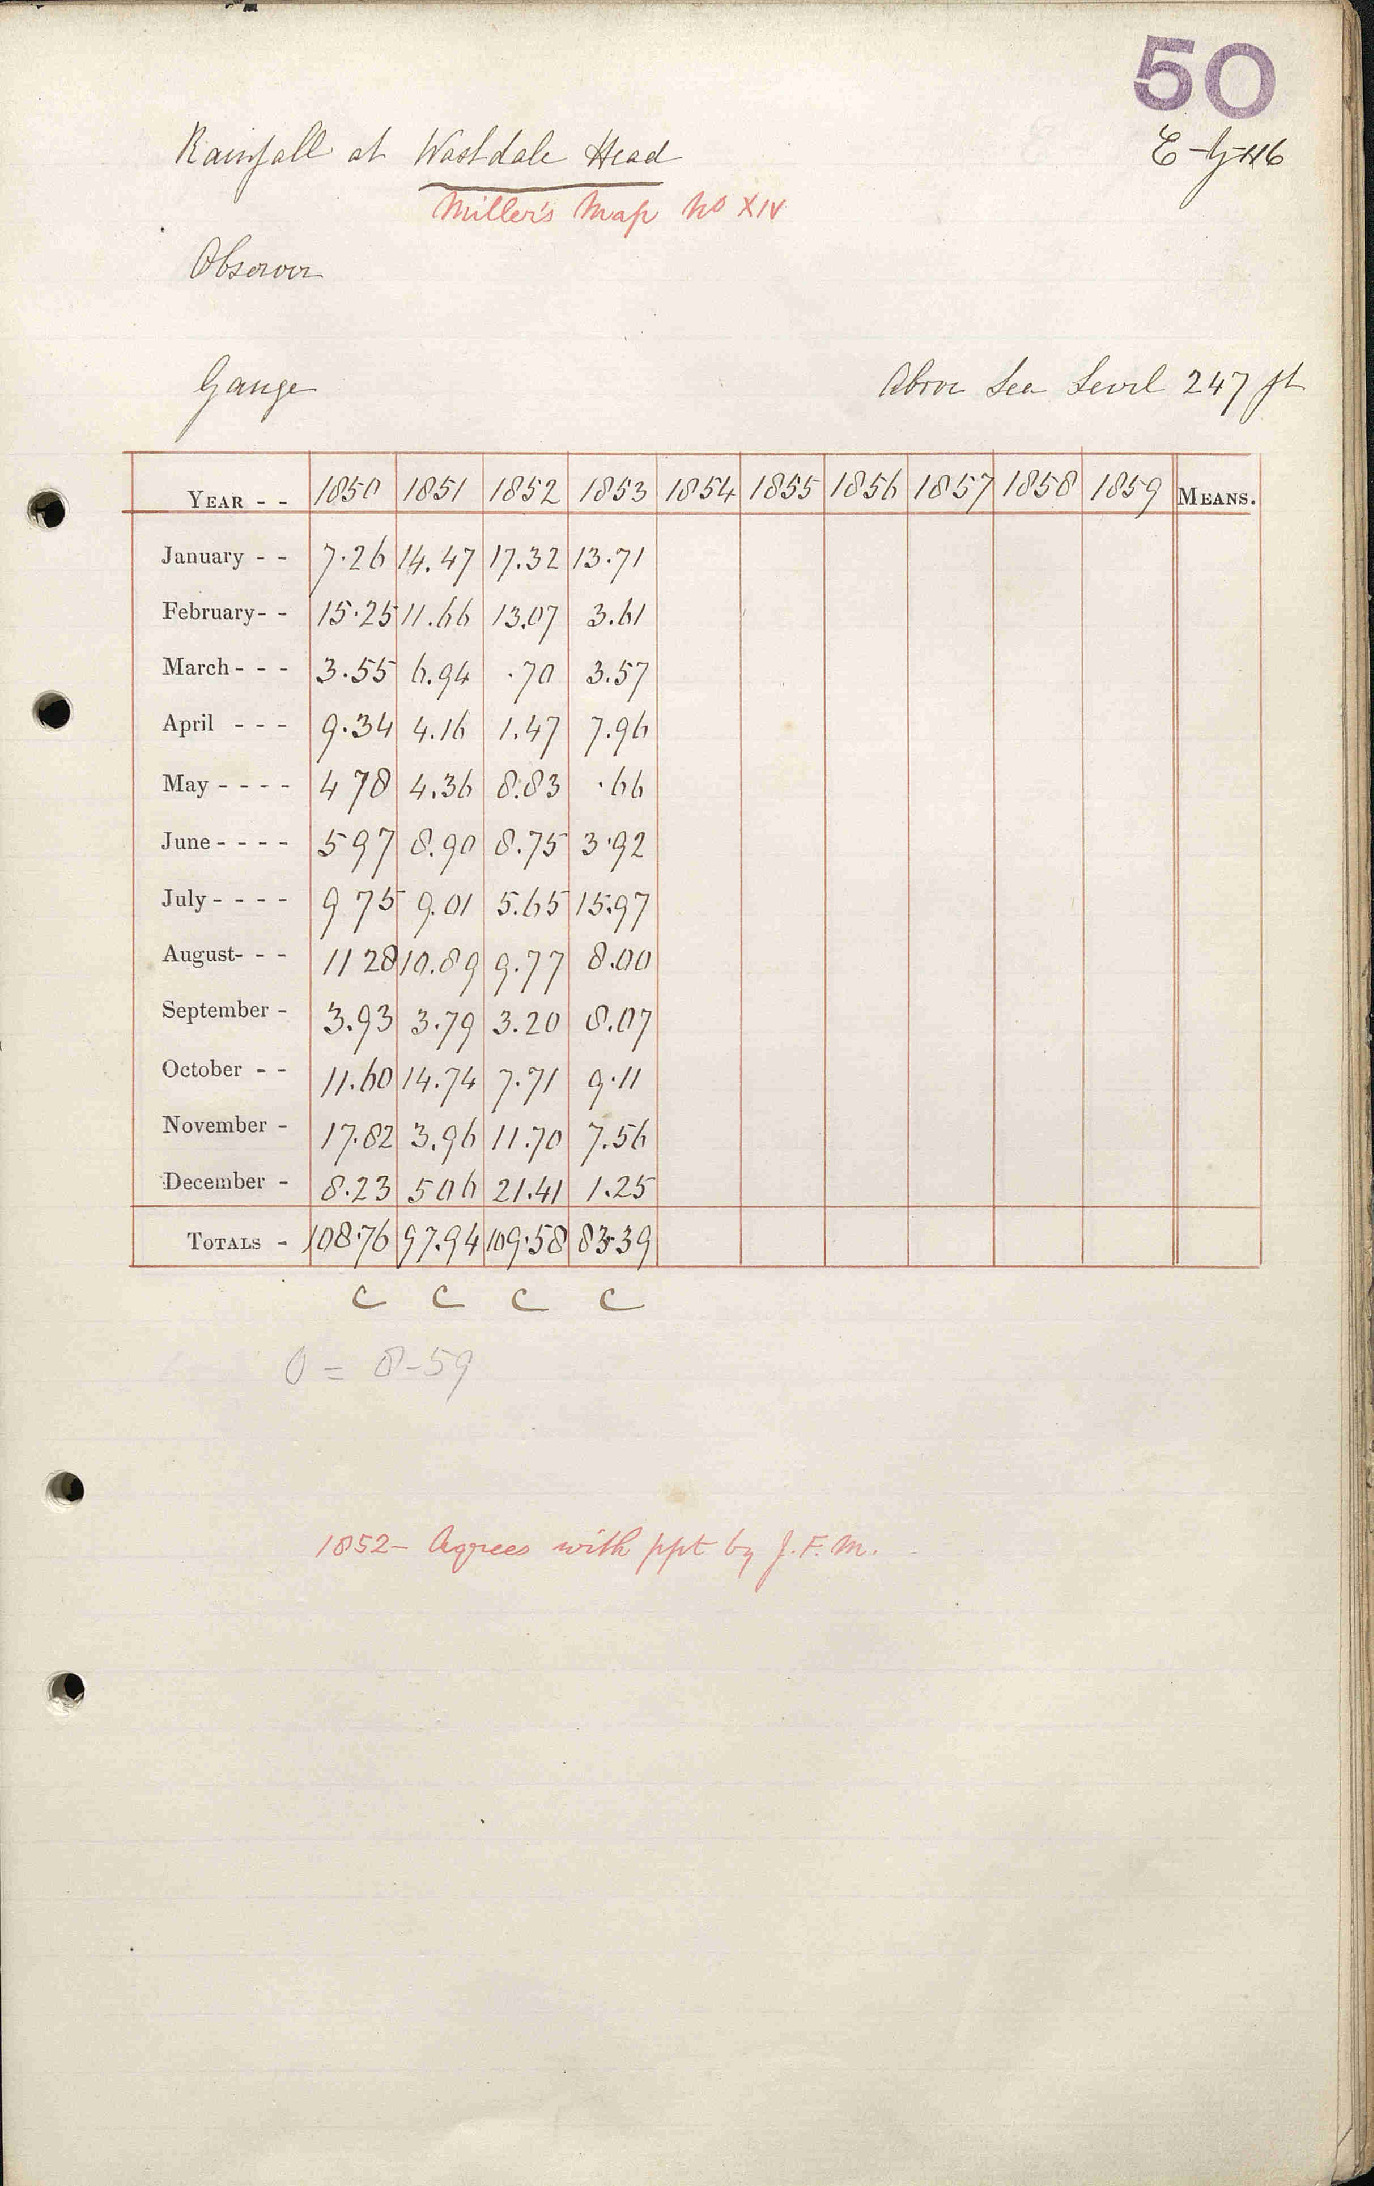 50
Rainfall at Wastdale Head
E-G-116
Miller's Map No XIV
Observer
Gauge Above Sea Level 247 ft
YEAR - - 1850 1851 1852 1853 1854 1855 1856 1857 1858 1859 MEANS.
January - - 7.26 14.47 17.32 13.71
February- - 15.25 11.66 13.07 3.61
March- - - 3.55 6.94 .70 3.57
April - - - 9.34 4.16 1.47 7.96
May - - - - 4 78 4.36 8.83 .66
June - - - - 5 97 8.90 8.75 3.92
July - - - - 9 75 9.01 5.65 15.97
August- - - 11 28 10.89 9.77 8.00
September - 3.93 3.79 3.20 8.07
October - - 11.60 14.74 7.71 9.11
November - 17.82 3.96 11.70 7.56
December - 8.23 5 06 21.41 1.25
TOTALS - 108.76 97.94 109.58 83.39
C C C C
0 = 8-59
1852- Agrees with ppt by J.F.M.